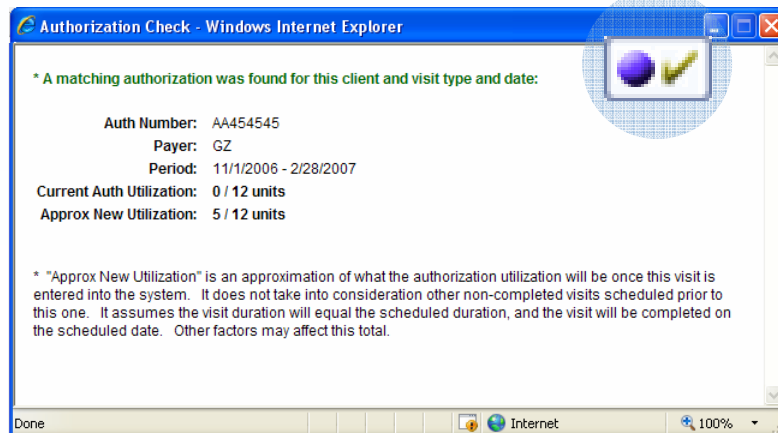 Authorization Check - Windows Internet Explorer
* A matching authorization was found for this client and visit type and date:
Auth Number: AA454545
Payer: GZ
Period: 11/1/2006 - 2/28/2007
Current Auth Utilization: 0 / 12 units
Approx New Utilization: 5 / 12 units
* "Approx New Utilization" is an approximation of what the authorization utilization will be once this visit is
entered into the system. It does not take into consideration other non-completed visits scheduled prior to
this one. It assumes the visit duration will equal the scheduled duration, and the visit will be completed on
the scheduled date. Other factors may affect this total.
Done Internet 100%